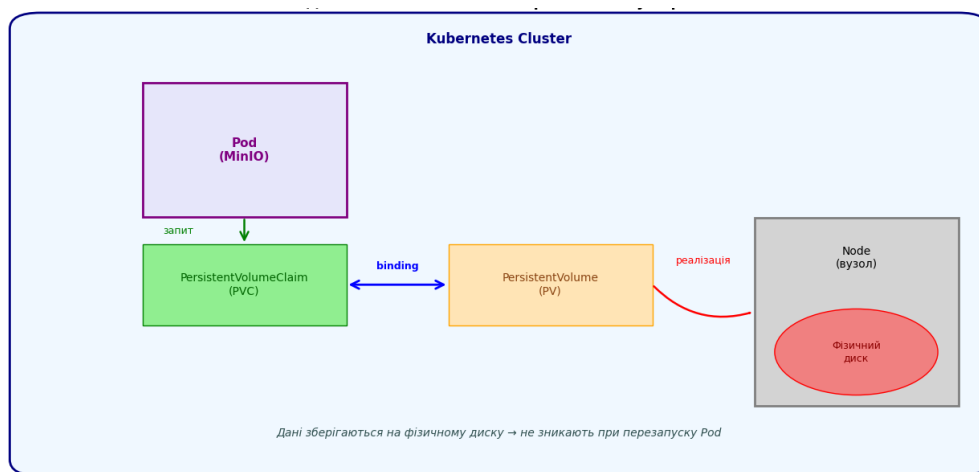 Kubernetes Cluster
Pod
(MinIO)
запит
PersistentVolumeClaim
(PVC)
binding
PersistentVolume
(PV)
реалізація
Node
(вузол)
Фізичний
диск
Дані зберігаються на фізичному диску → не зникають при перезапуску Pod